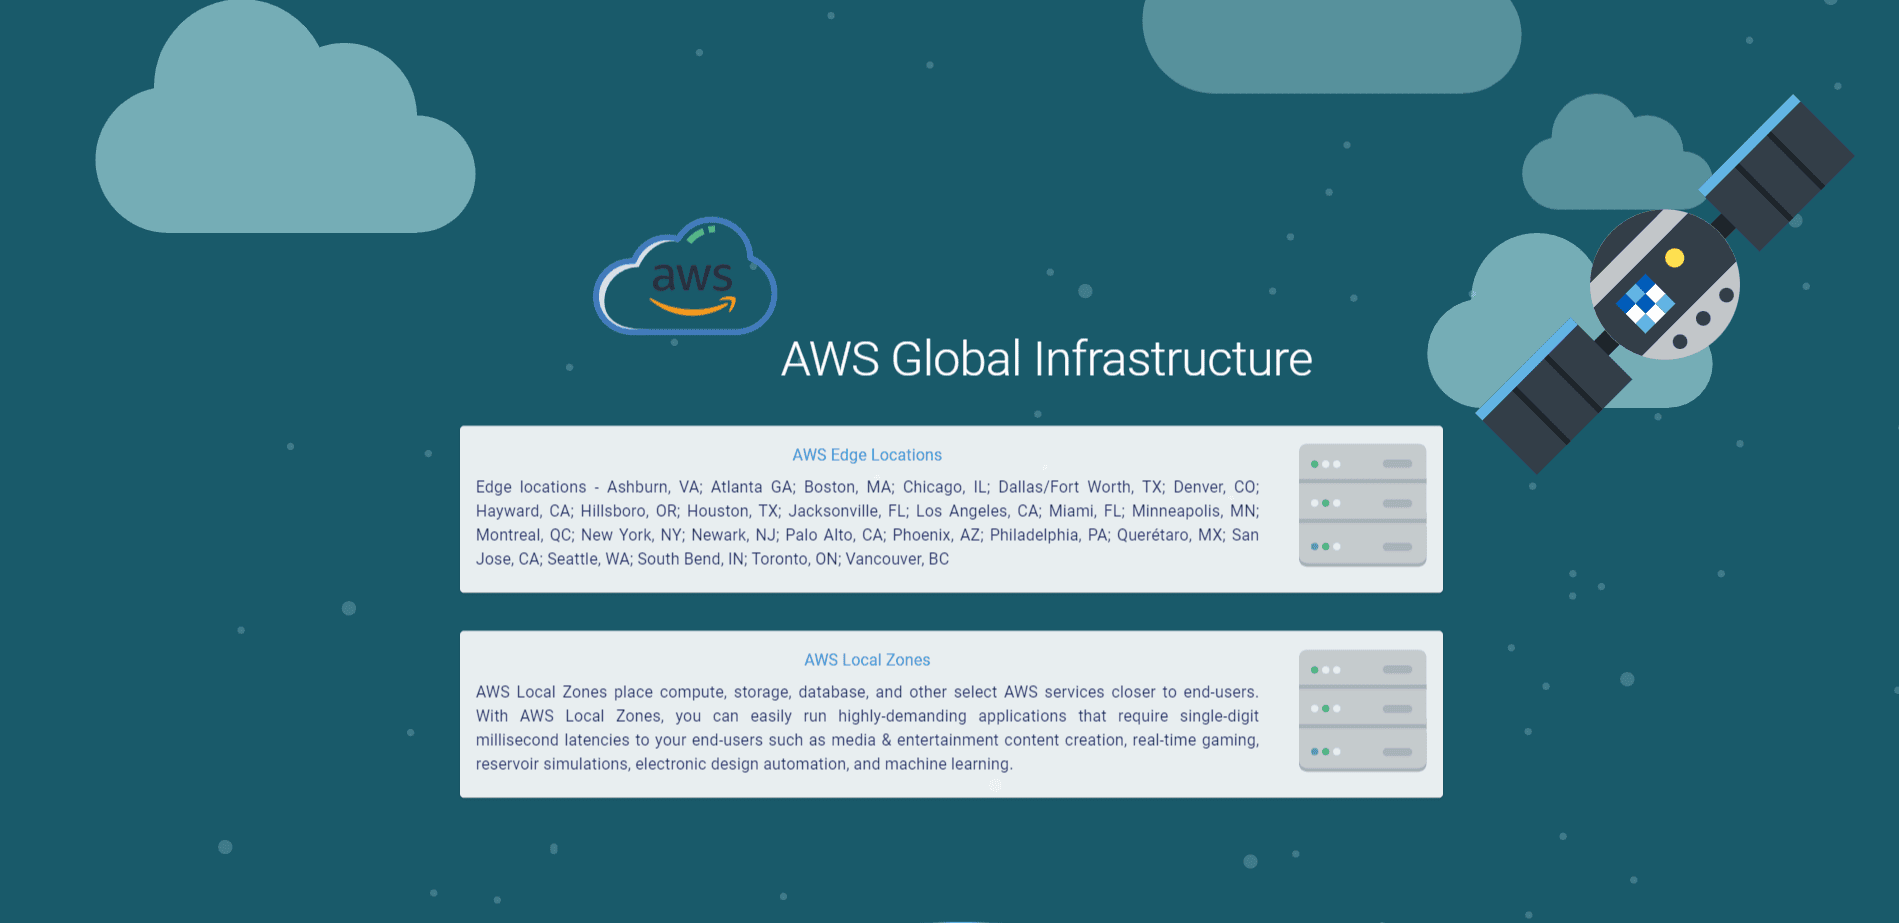 aws
AWS Global Infrastructure
AWS Edge Locations
Edge locations - Ashburn, VA; Atlanta GA; Boston, MA; Chicago, IL; Dallas/Fort Worth, TX; Denver, CO;
Hayward, CA; Hillsboro, OR; Houston, TX; Jacksonville, FL; Los Angeles, CA; Miami, FL; Minneapolis, MN;
Montreal, QC; New York, NY; Newark, NJ; Palo Alto, CA; Phoenix, AZ; Philadelphia, PA; Querétaro, MX; San
Jose, CA; Seattle, WA; South Bend, IN; Toronto, ON; Vancouver, BC
AWS Local Zones
AWS Local Zones place compute, storage, database, and other select AWS services closer to end-users.
With AWS Local Zones, you can easily run highly-demanding applications that require single-digit
millisecond latencies to your end-users such as media & entertainment content creation, real-time gaming,
reservoir simulations, electronic design automation, and machine learning.